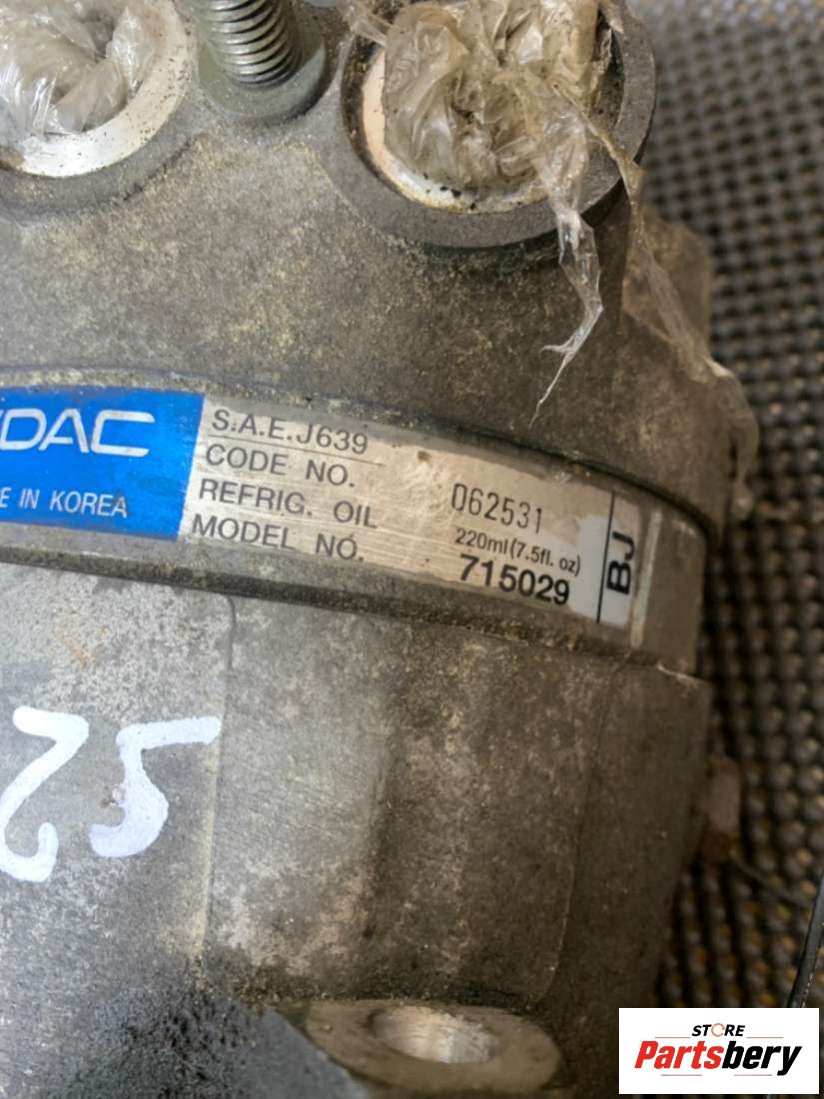 DAC
E IN KOREA
S.A.E.J639
CODE NO. 062531
REFRIG. OIL 220ml(7.5fl. oz)
MODEL NO. 715029
BJ
25
STORE
Partsbery